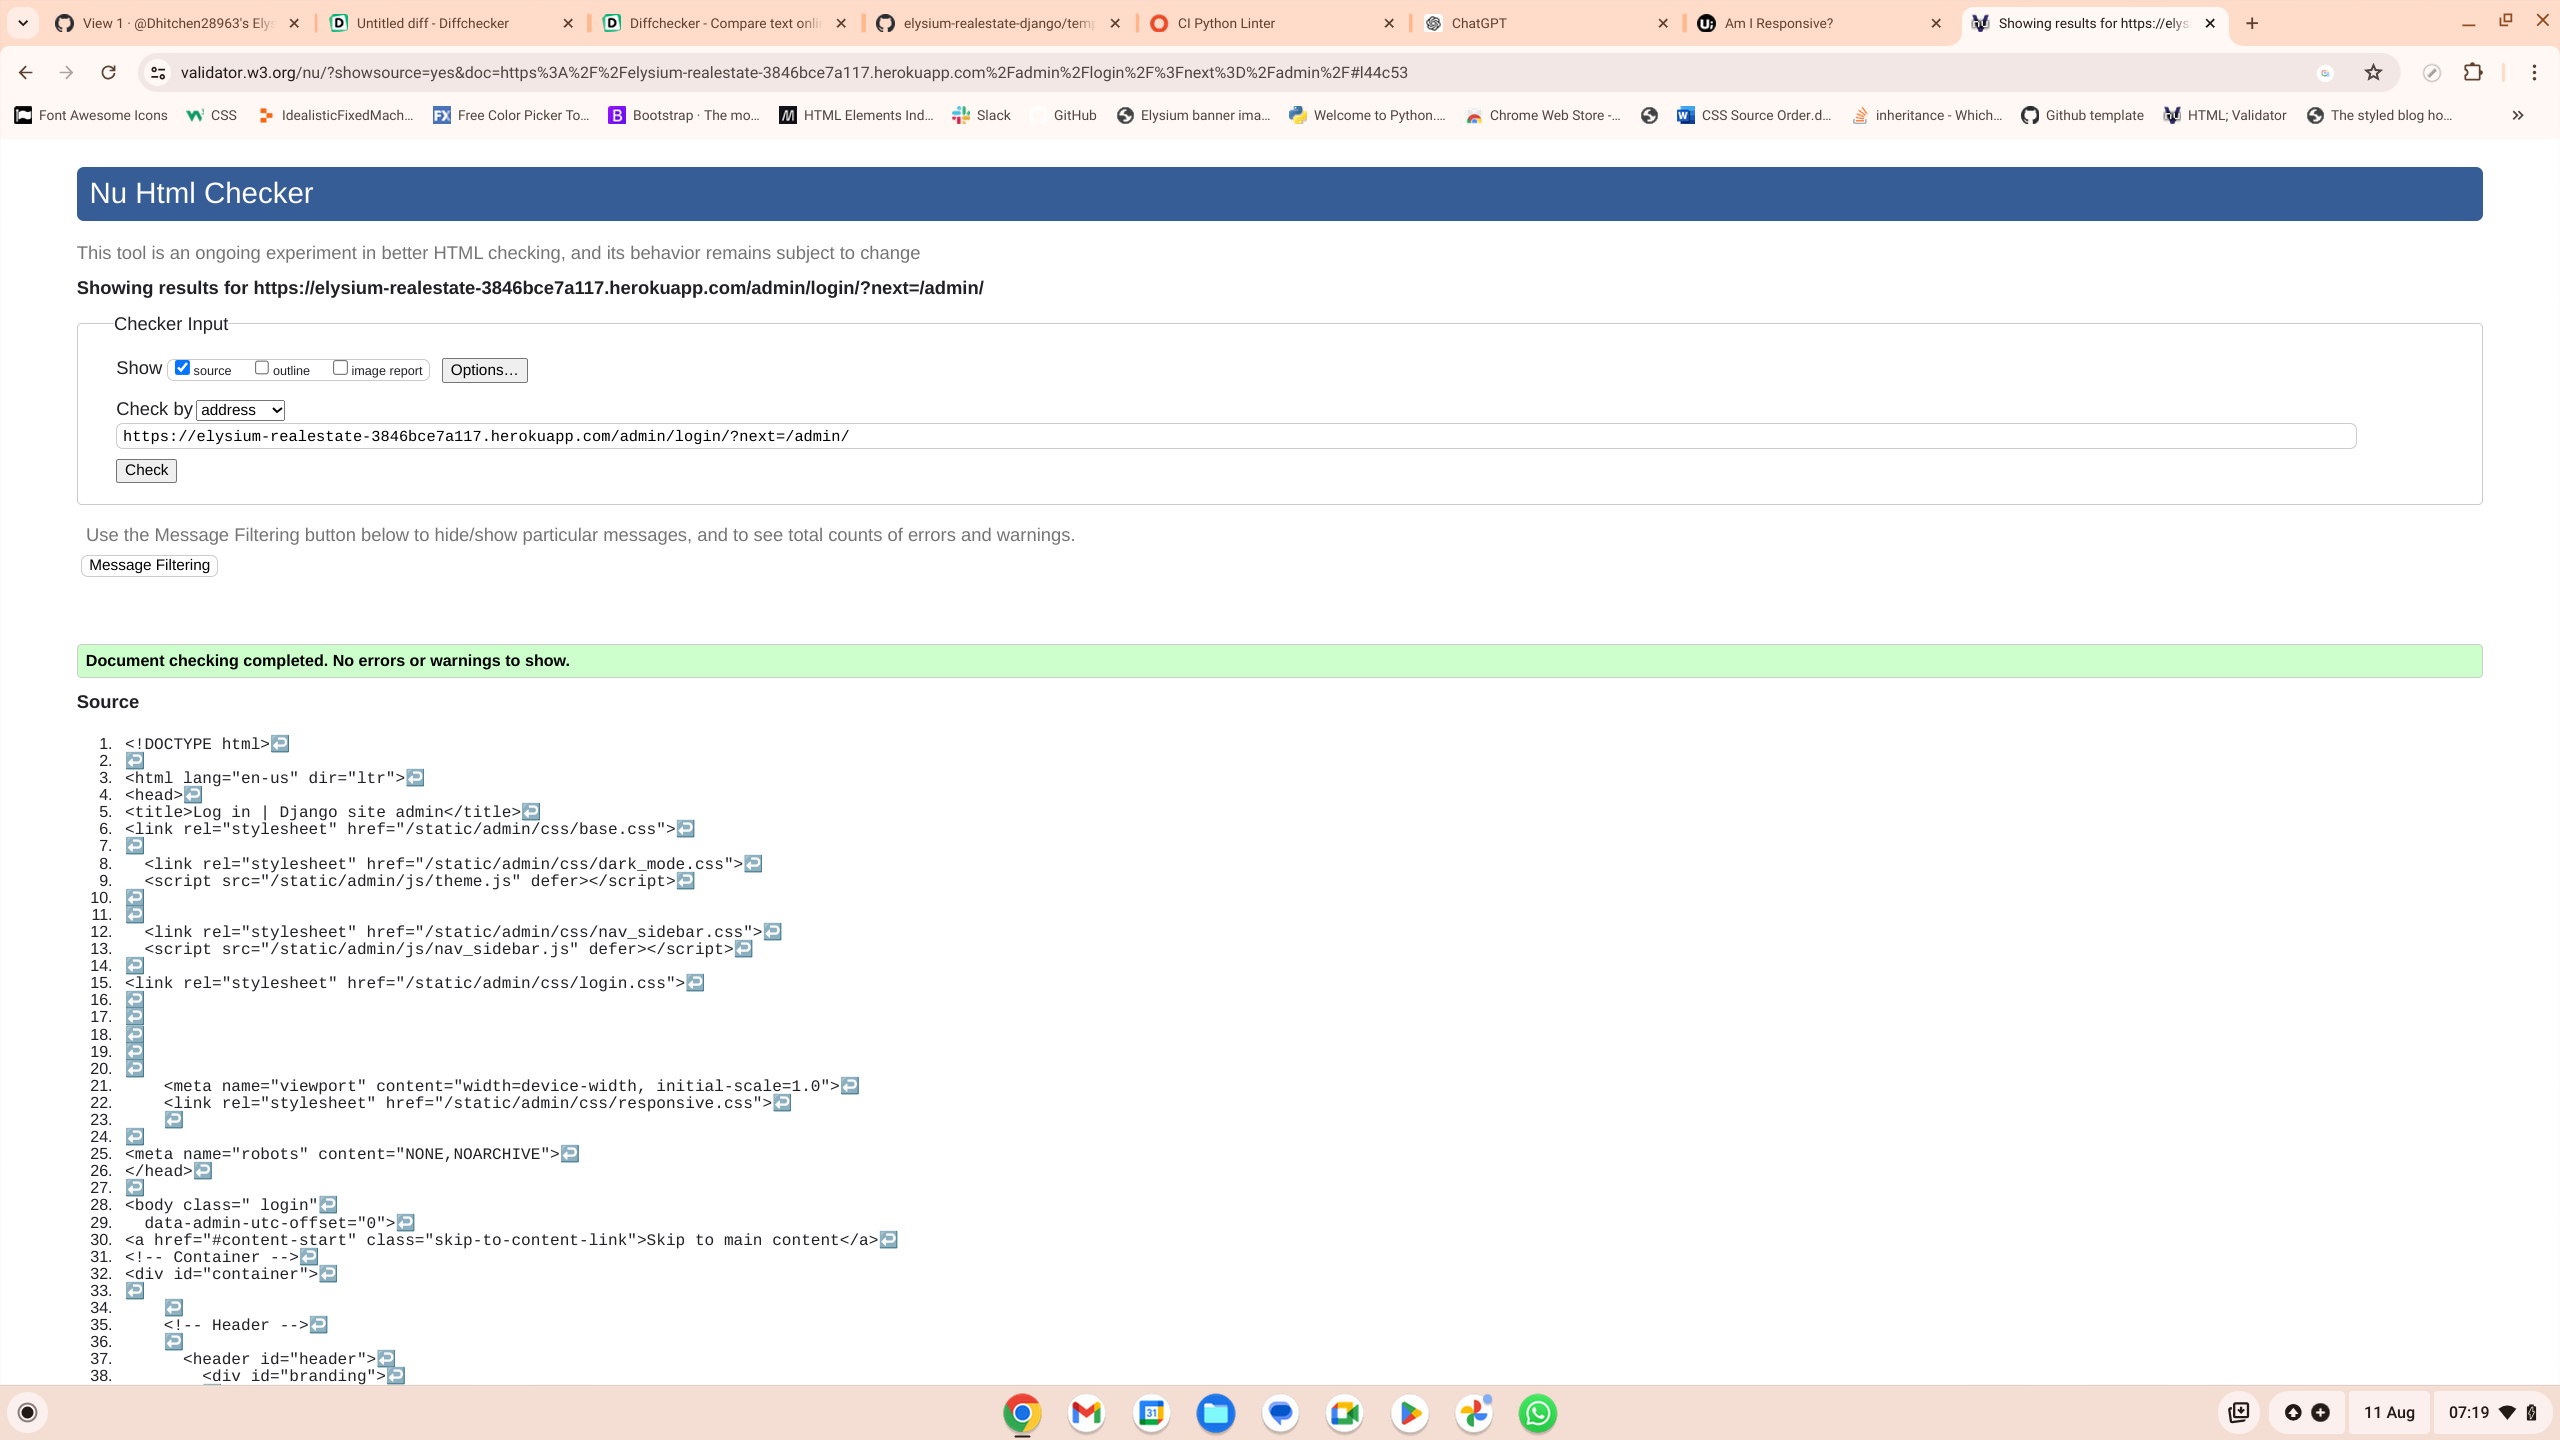 View 1 · @Dhitchen28963's Elys
Untitled diff - Diffchecker
Diffchecker - Compare text onli
elysium-realestate-django/temp
CI Python Linter
ChatGPT
Am I Responsive?
Showing results for https://elys
validator.w3.org/nu/?showsource=yes&doc=https%3A%2F%2Felysium-realestate-3846bce7a117.herokuapp.com%2Fadmin%2Flogin%2F%3Fnext%3D%2Fadmin%2F#l44c53
Font Awesome Icons
CSS
IdealisticFixedMach...
Free Color Picker To...
Bootstrap · The mo...
HTML Elements Ind...
Slack
GitHub
Elysium banner ima...
Welcome to Python....
Chrome Web Store -...
CSS Source Order.d...
inheritance - Which...
Github template
HTML; Validator
The styled blog ho...
Nu Html Checker
This tool is an ongoing experiment in better HTML checking, and its behavior remains subject to change
Showing results for https://elysium-realestate-3846bce7a117.herokuapp.com/admin/login/?next=/admin/
Checker Input
Show source outline image report Options...
Check by address
https://elysium-realestate-3846bce7a117.herokuapp.com/admin/login/?next=/admin/
Check
Use the Message Filtering button below to hide/show particular messages, and to see total counts of errors and warnings.
Message Filtering
Document checking completed. No errors or warnings to show.
Source
1. <!DOCTYPE html>↩
2. ↩
3. <html lang="en-us" dir="ltr">↩
4. <head>↩
5. <title>Log in | Django site admin</title>↩
6. <link rel="stylesheet" href="/static/admin/css/base.css">↩
7. ↩
8.   <link rel="stylesheet" href="/static/admin/css/dark_mode.css">↩
9.   <script src="/static/admin/js/theme.js" defer></script>↩
10. ↩
11. ↩
12.   <link rel="stylesheet" href="/static/admin/css/nav_sidebar.css">↩
13.   <script src="/static/admin/js/nav_sidebar.js" defer></script>↩
14. ↩
15. <link rel="stylesheet" href="/static/admin/css/login.css">↩
16. ↩
17. ↩
18. ↩
19. ↩
20. ↩
21.     <meta name="viewport" content="width=device-width, initial-scale=1.0">↩
22.     <link rel="stylesheet" href="/static/admin/css/responsive.css">↩
23.     ↩
24. ↩
25. <meta name="robots" content="NONE,NOARCHIVE">↩
26. </head>↩
27. ↩
28. <body class=" login"↩
29.   data-admin-utc-offset="0">↩
30. <a href="#content-start" class="skip-to-content-link">Skip to main content</a>↩
31. <!-- Container -->↩
32. <div id="container">↩
33. ↩
34.     ↩
35.     <!-- Header -->↩
36.     ↩
37.       <header id="header">↩
38.         <div id="branding">↩
31
11 Aug
07:19